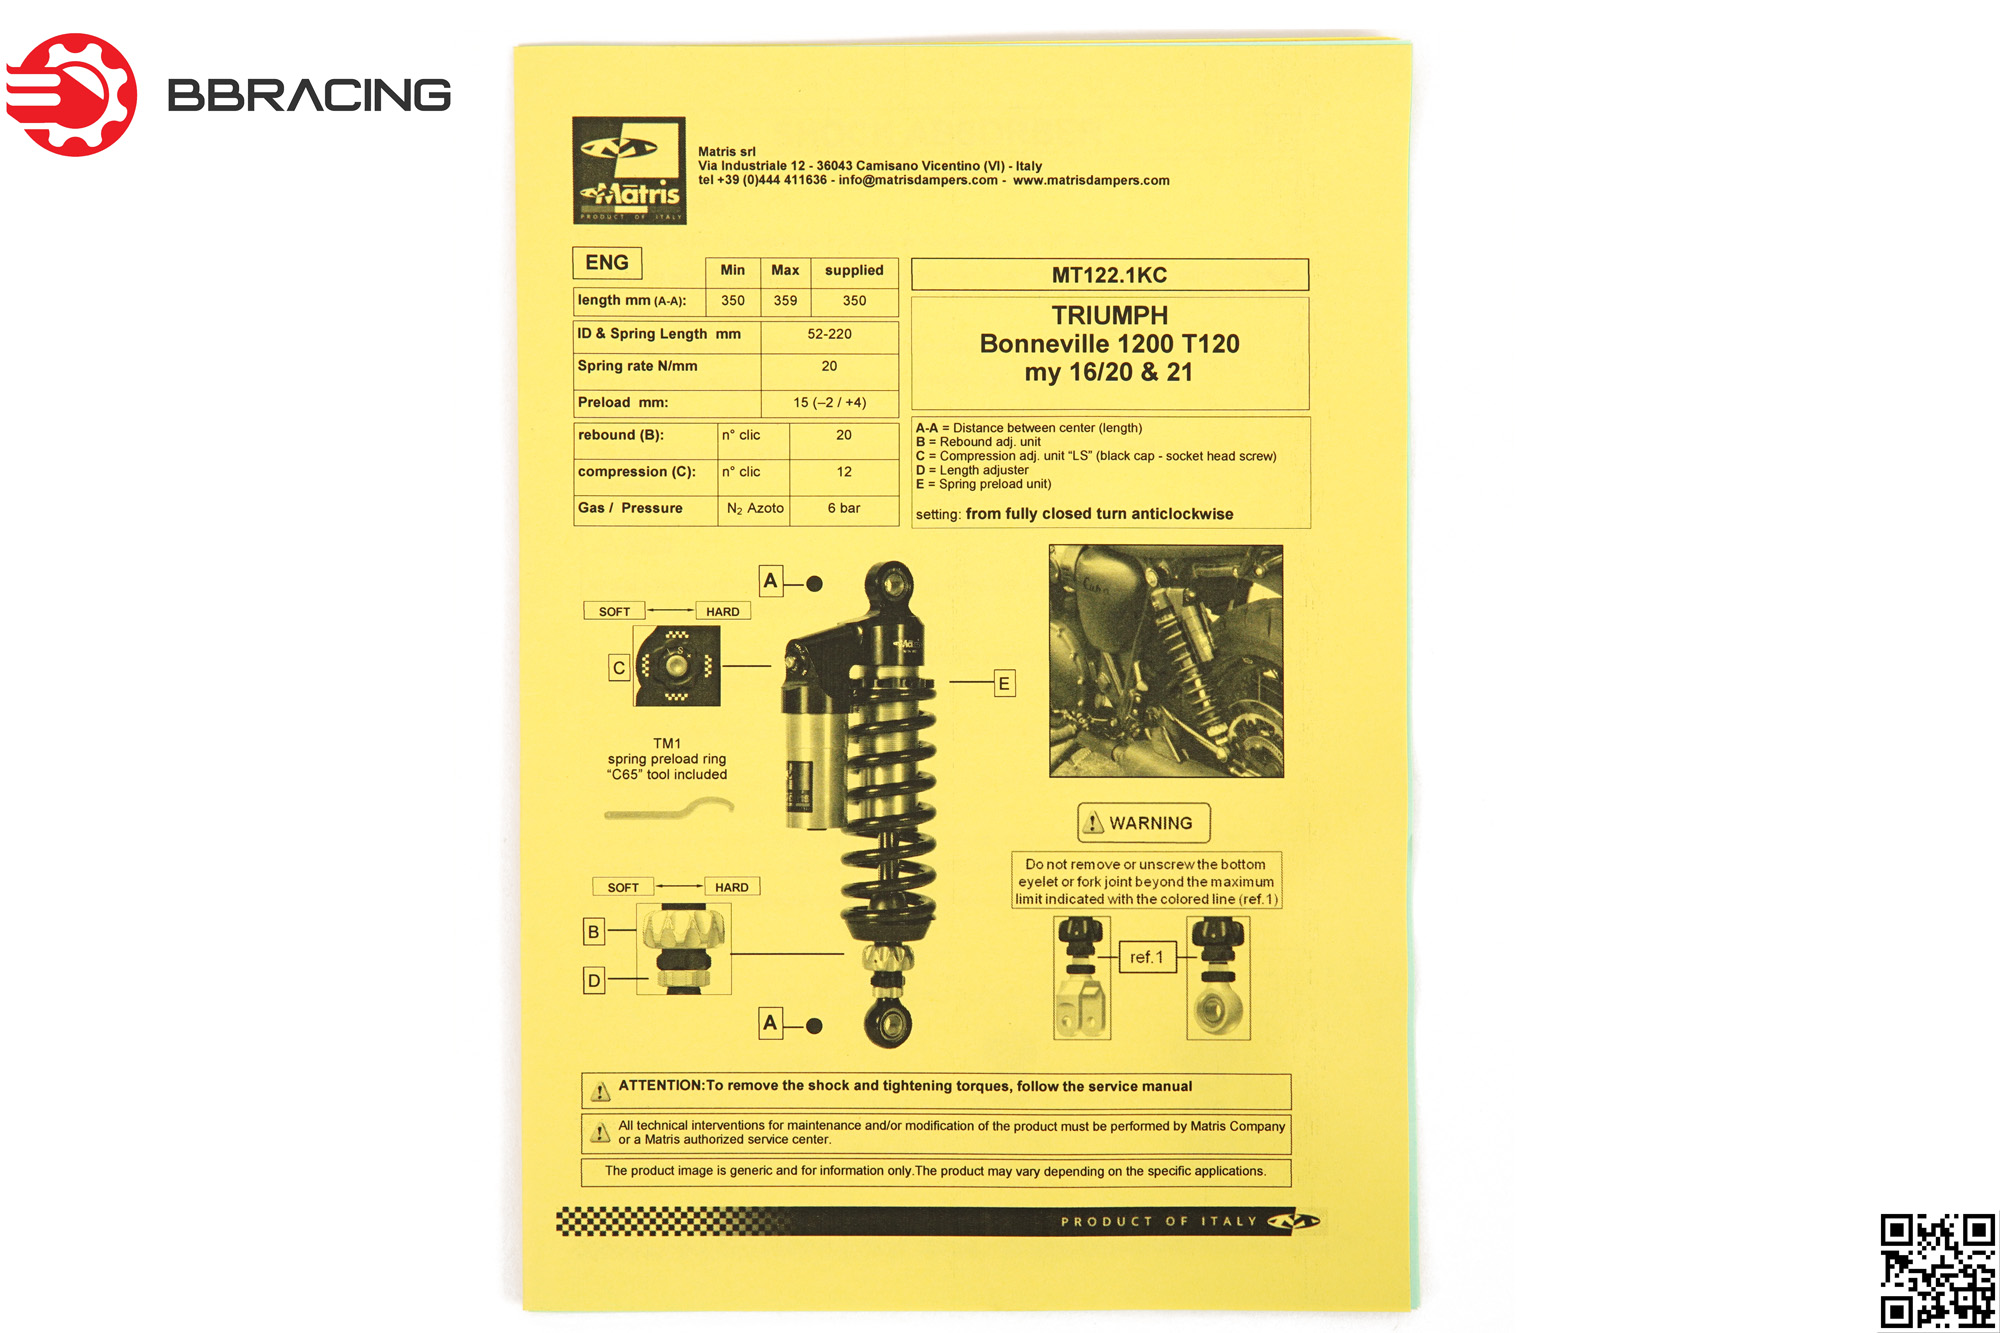 BBRACING
Matris
PRODUCT OF ITALY
Matris srl
Via Industriale 12 - 36043 Camisano Vicentino (VI) - Italy
tel +39 (0)444 411636 - info@matrisdampers.com - www.matrisdampers.com
ENG
Min Max supplied
length mm (A-A): 350 359 350
ID & Spring Length mm 52-220
Spring rate N/mm 20
Preload mm: 15 (–2 / +4)
rebound (B): n° clic 20
compression (C): n° clic 12
Gas / Pressure N2 Azoto 6 bar
MT122.1KC
TRIUMPH
Bonneville 1200 T120
my 16/20 & 21
A-A = Distance between center (length)
B = Rebound adj. unit
C = Compression adj. unit “LS” (black cap - socket head screw)
D = Length adjuster
E = Spring preload unit)
setting: from fully closed turn anticlockwise
A
SOFT HARD
C
E
TM1
spring preload ring
“C65” tool included
SOFT HARD
B
D
A
WARNING
Do not remove or unscrew the bottom
eyelet or fork joint beyond the maximum
limit indicated with the colored line (ref.1)
ref.1
ATTENTION:To remove the shock and tightening torques, follow the service manual
All technical interventions for maintenance and/or modification of the product must be performed by Matris Company
or a Matris authorized service center.
The product image is generic and for information only.The product may vary depending on the specific applications.
PRODUCT OF ITALY